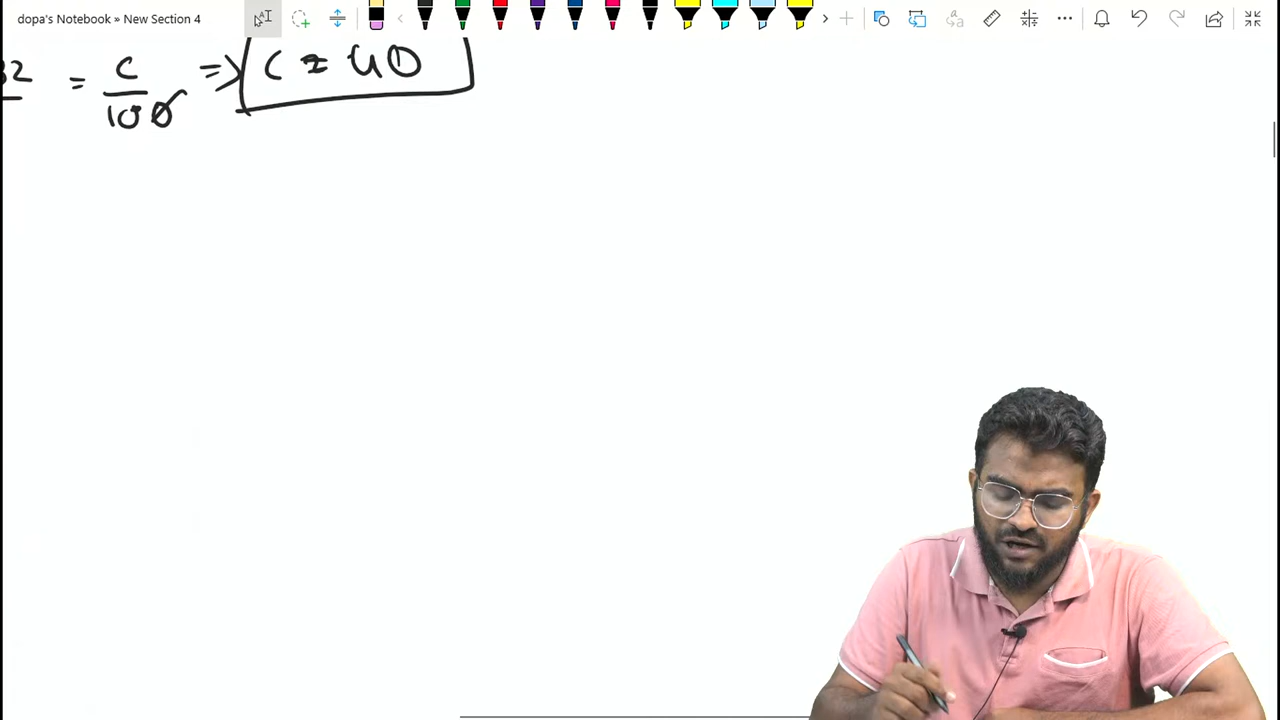 dopa's Notebook » New Section 4
32 = C/100 => C = 40